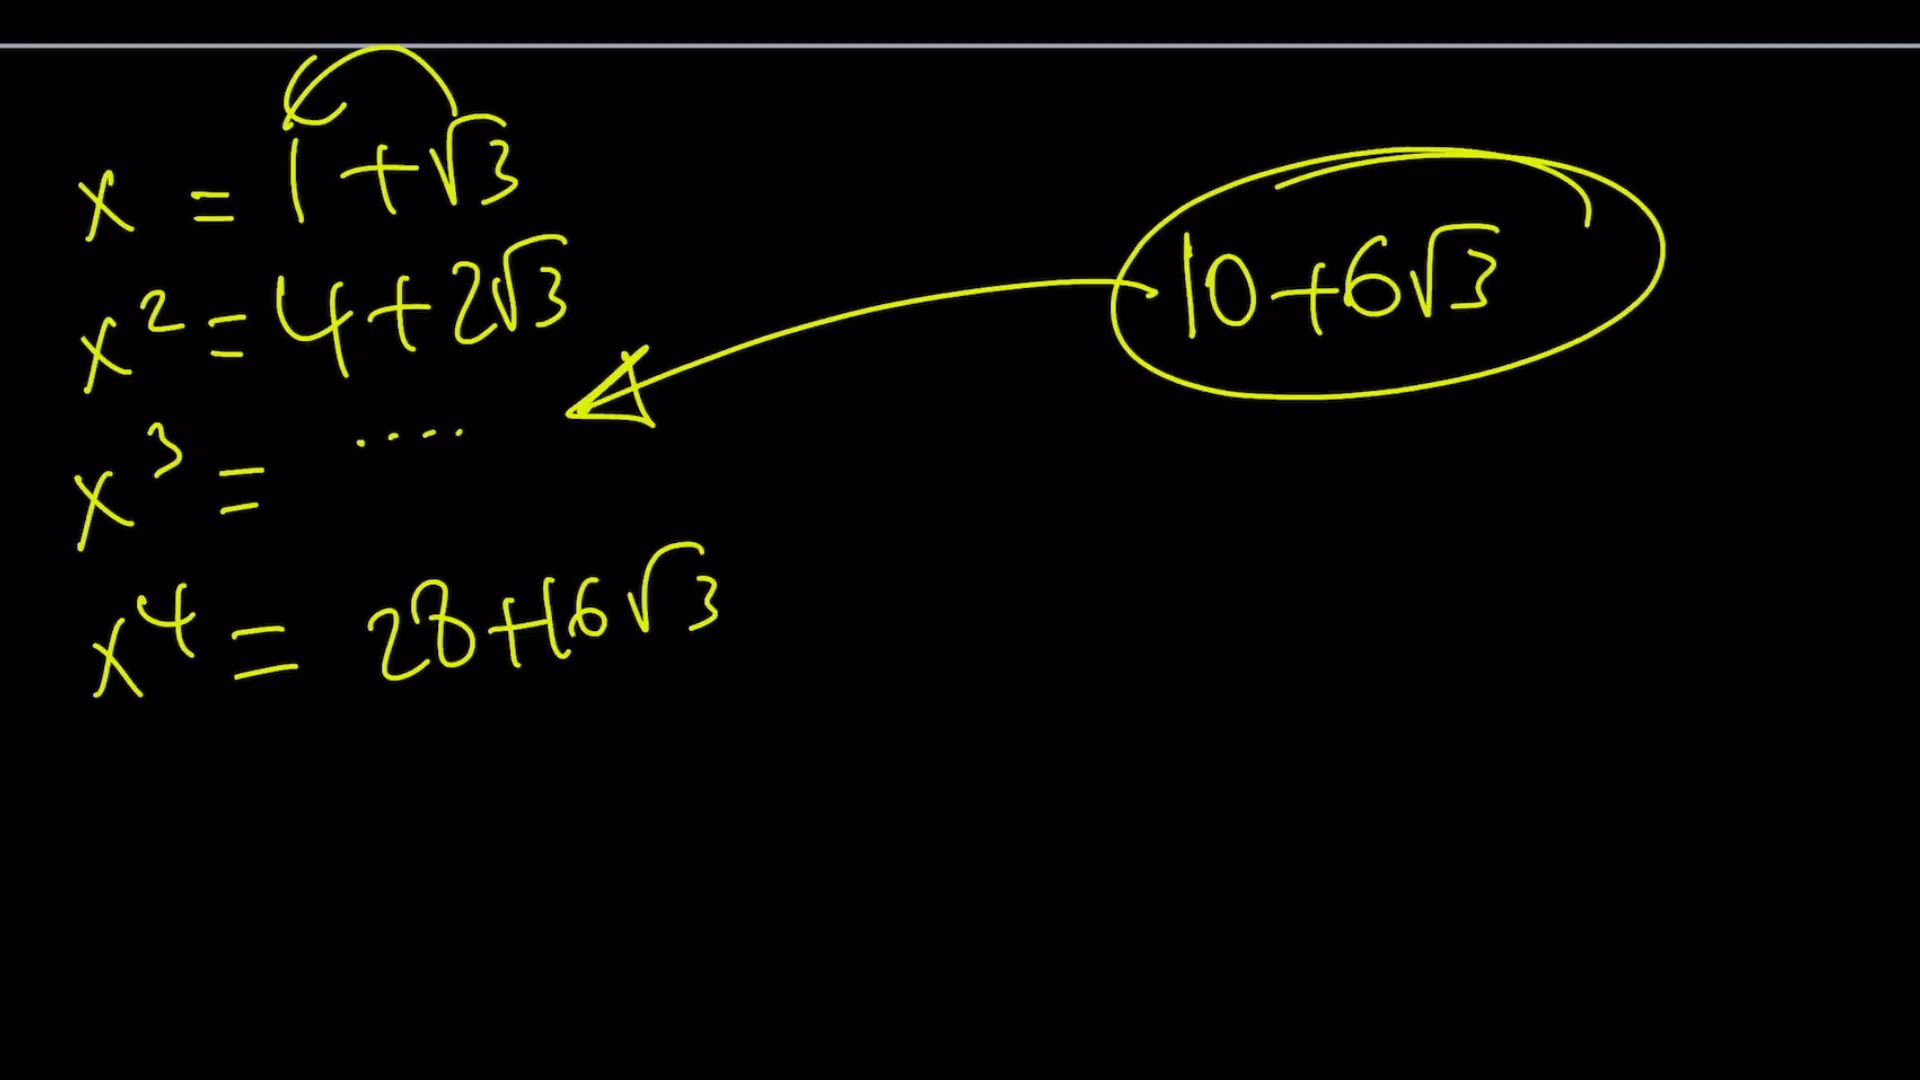 x = 1+√3
x² = 4+2√3
10+6√3
x³ = ....
x⁴ = 28+16√3